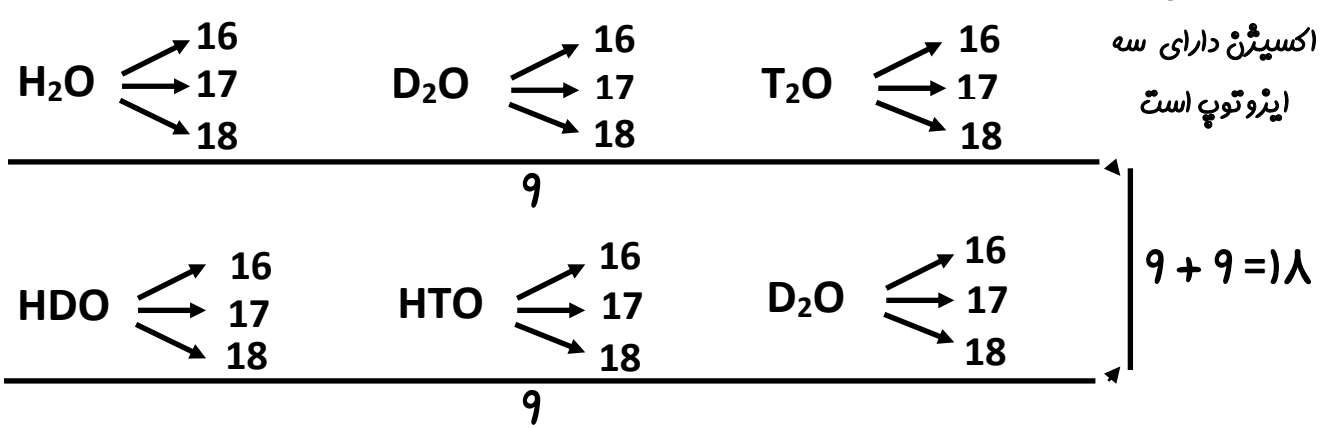 اکسیژن دارای سه
ایزوتوپ است
H₂O 16 17 18
D₂O 16 17 18
T₂O 16 17 18
۹
HDO 16 17 18
HTO 16 17 18
D₂O 16 17 18
۹
۹ + ۹ = ۱۸